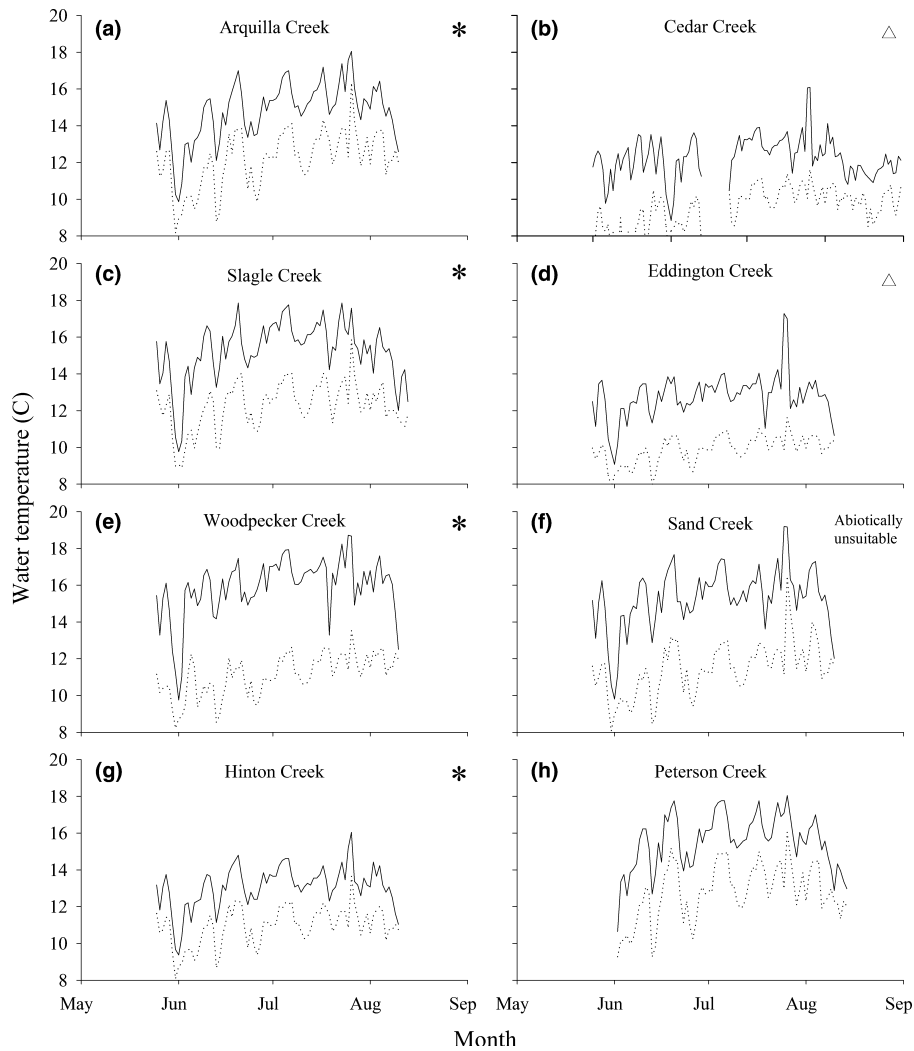 (a) Arquilla Creek *
(b) Cedar Creek △
20
18
16
14
12
10
8
(c) Slagle Creek *
(d) Eddington Creek △
20
18
16
14
12
10
8
(e) Woodpecker Creek *
(f) Sand Creek Abiotically
unsuitable
20
18
16
14
12
10
8
(g) Hinton Creek *
(h) Peterson Creek
20
18
16
14
12
10
8
May Jun Jul Aug Sep
May Jun Jul Aug Sep
Water temperature (C)
Month